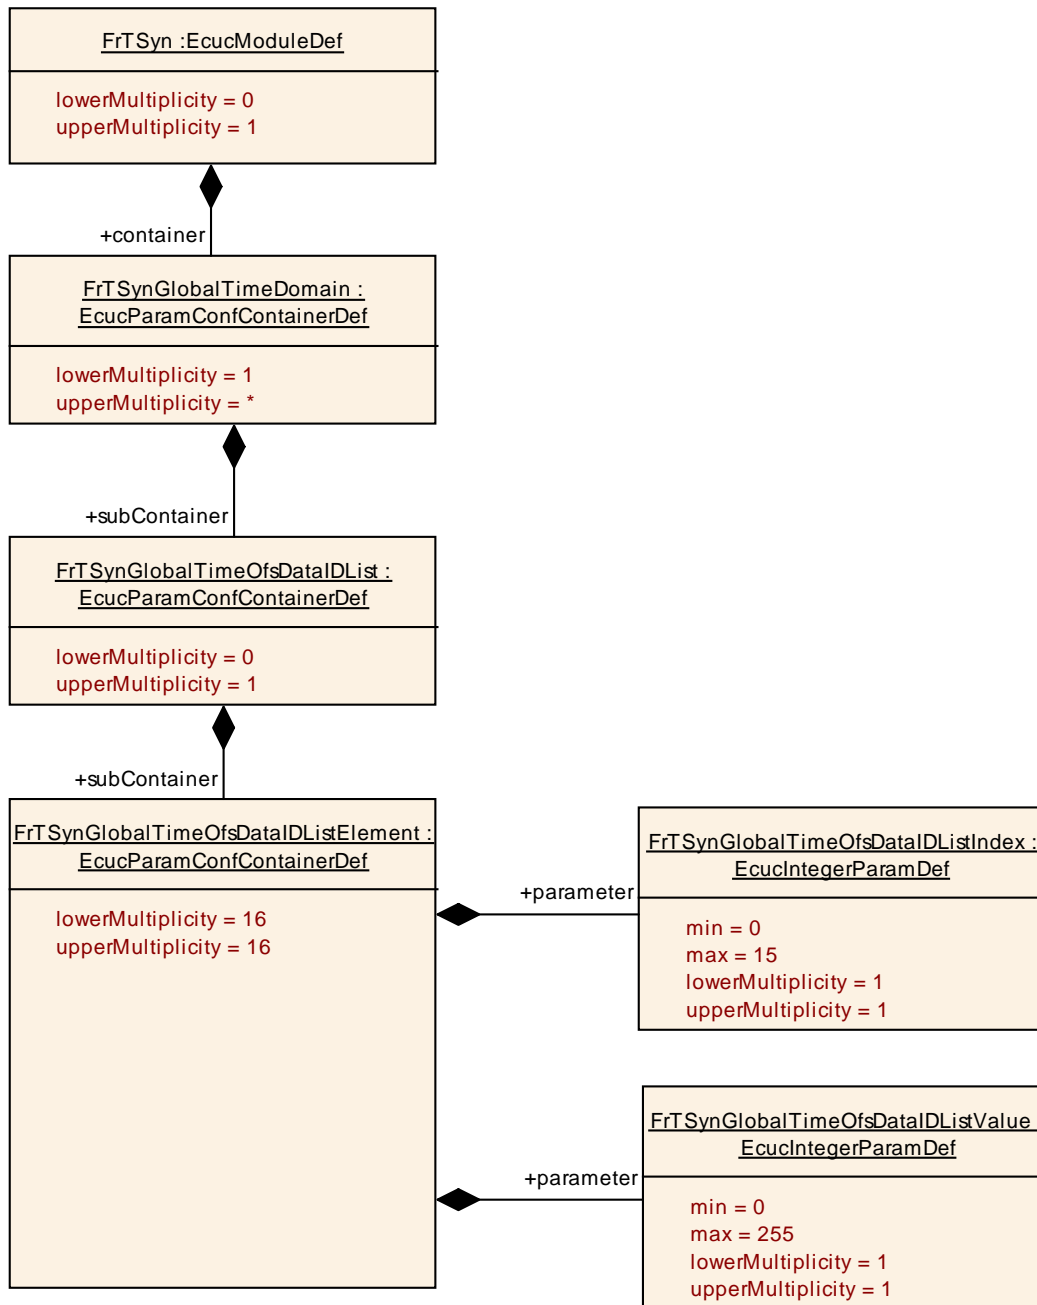 FrTSyn :EcucModuleDef
lowerMultiplicity = 0
upperMultiplicity = 1
+container
FrTSynGlobalTimeDomain :
EcucParamConfContainerDef
lowerMultiplicity = 1
upperMultiplicity = *
+subContainer
FrTSynGlobalTimeOfsDataIDList :
EcucParamConfContainerDef
lowerMultiplicity = 0
upperMultiplicity = 1
+subContainer
FrTSynGlobalTimeOfsDataIDListElement :
EcucParamConfContainerDef
lowerMultiplicity = 16
upperMultiplicity = 16
+parameter
FrTSynGlobalTimeOfsDataIDListIndex :
EcucIntegerParamDef
min = 0
max = 15
lowerMultiplicity = 1
upperMultiplicity = 1
+parameter
FrTSynGlobalTimeOfsDataIDListValue
EcucIntegerParamDef
min = 0
max = 255
lowerMultiplicity = 1
upperMultiplicity = 1